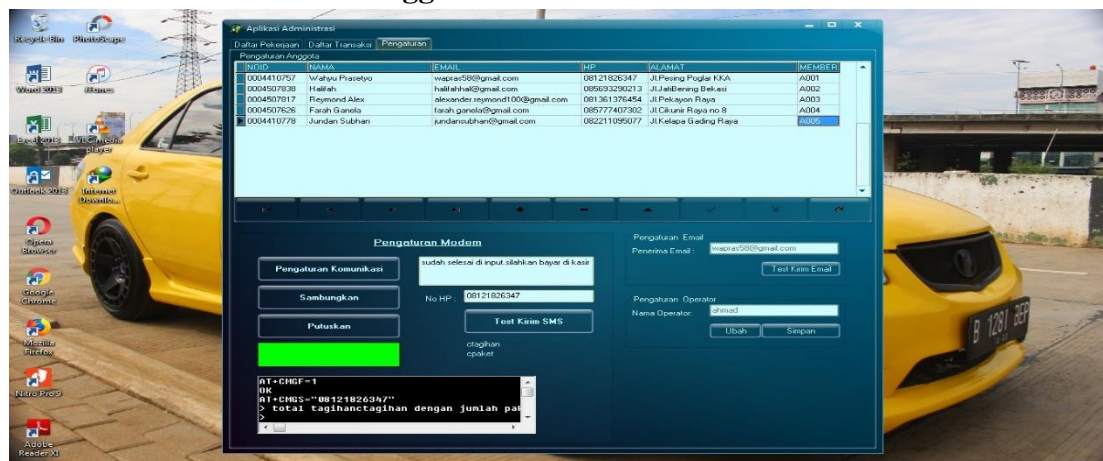 Aplikasi Administrasi
Daftar Pekerjaan Daftar Transaksi Pengaturan
Pengaturan Anggota
NOID NAMA EMAIL HP ALAMAT MEMBER
0004410757 Wahyu Prasetyo wapras58@gmail.com 08121826347 Jl.Pesing Poglar KKA A001
0004507838 Halifah halifahhal@gmail.com 085693290213 Jl.JatiBening Bekasi A002
0004507817 Reymond Alex alexander.reymond100@gmail.com 081361376454 Jl.Pekayon Raya A003
0004507626 Farah Ganela farah.ganela@gmail.com 085777407302 Jl.Cikunir Raya no 8 A004
0004410778 Jundan Subhan jundansubhan@gmail.com 082211095077 Jl.Kelapa Gading Raya A005
Pengaturan Modem
Pengaturan Komunikasi
Sambungkan
Putuskan
sudah selesai di input.silahkan bayar di kasir
No HP : 08121826347
Test Kirim SMS
ctagihan
cpaket
AT+CMGF=1
OK
AT+CMGS="08121826347"
> total tagihanctagihan dengan jumlah pak
>
Pengaturan Email
Penerima Email : wapras58@gmail.com
Test Kirim Email
Pengaturan Operator
Nama Operator: ahmad
Ubah Simpan
Recycle Bin PhotoScape
Word 2013 iTunes
Excel 2013 VLC media player
Outlook 2013 Internet Downlo...
Opera Browser
Google Chrome
Mozilla Firefox
Nitro Pro 9
Adobe Reader XI
B 1281 BEP